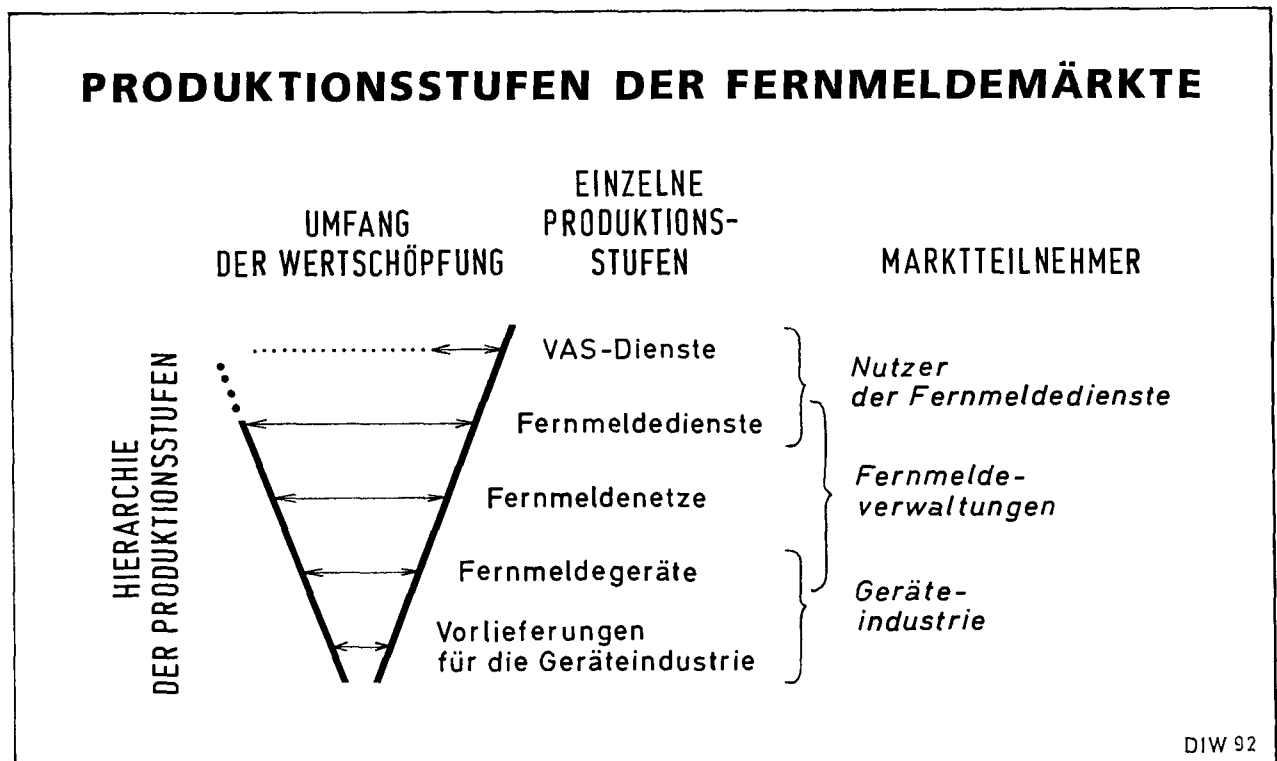 PRODUKTIONSSTUFEN DER FERNMELDEMÄRKTE
UMFANG
DER WERTSCHÖPFUNG
EINZELNE
PRODUKTIONS-
STUFEN
MARKTTEILNEHMER
HIERARCHIE
DER PRODUKTIONSSTUFEN
VAS-Dienste
Fernmeldedienste
Fernmeldenetze
Fernmeldegeräte
Vorlieferungen
für die Geräteindustrie
Nutzer
der Fernmeldedienste
Fernmelde-
verwaltungen
Geräte-
industrie
DIW 92